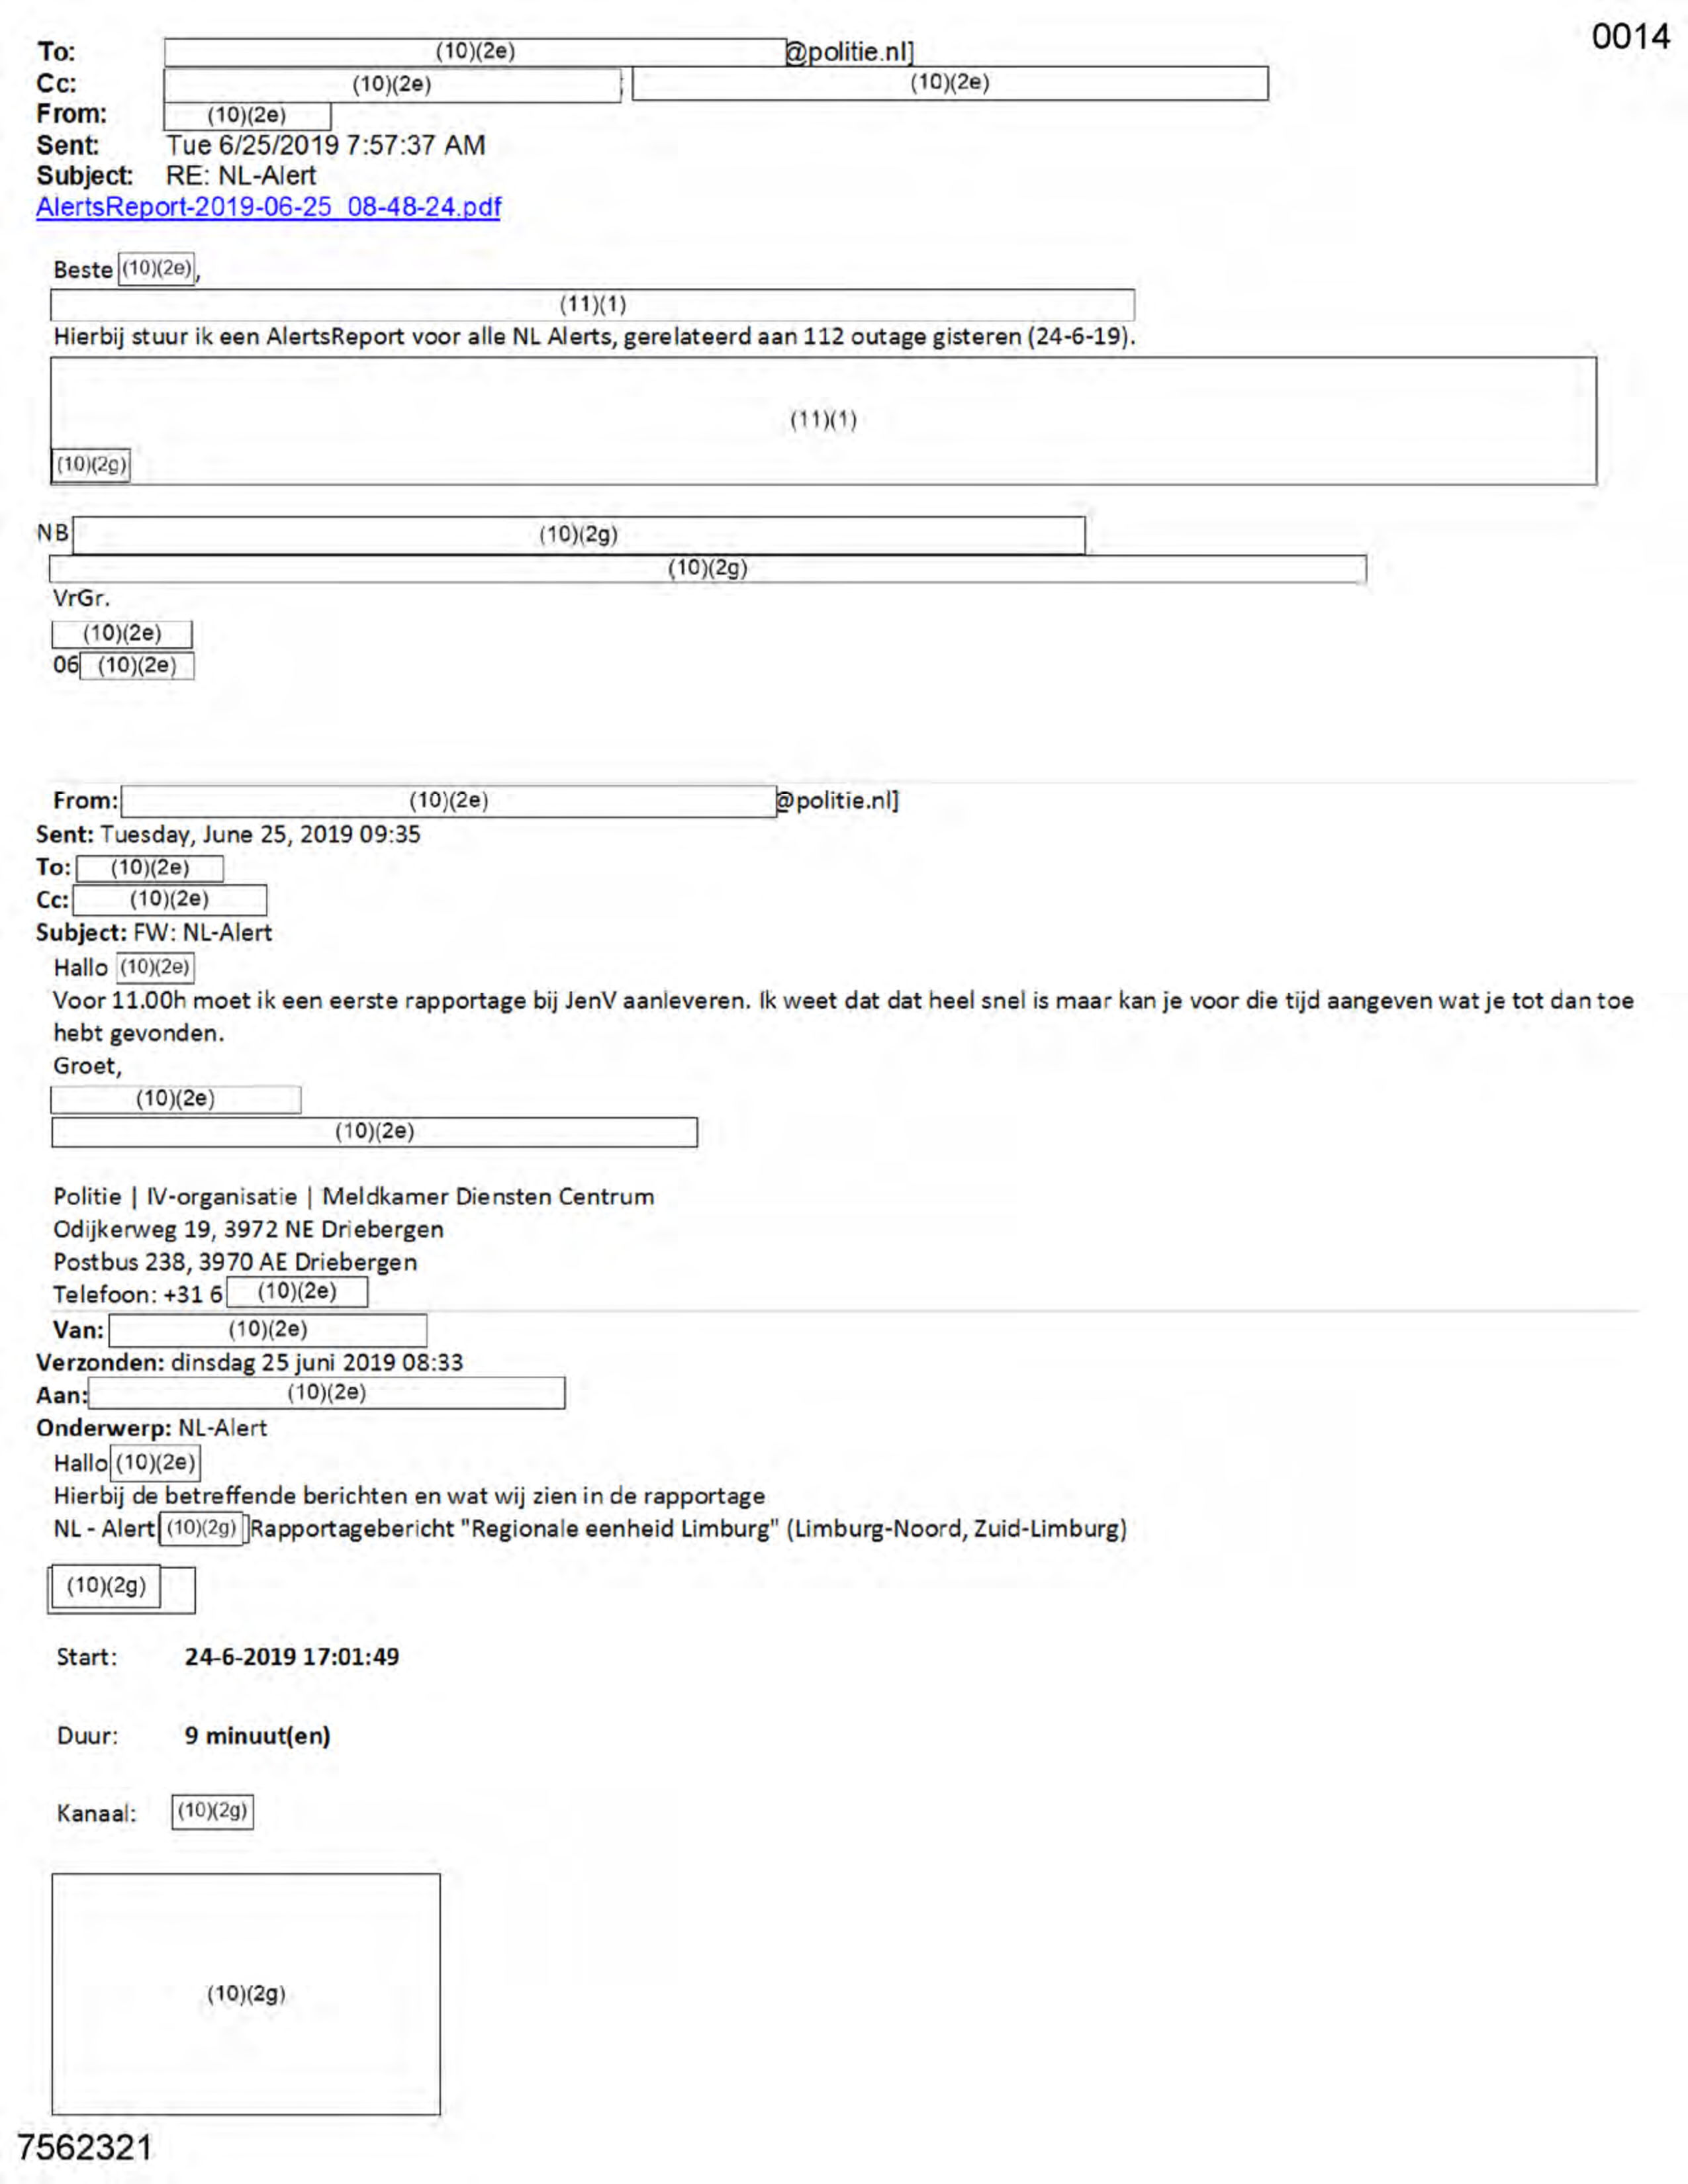 0014
To: (10)(2e) @politie.nl]
Cc: (10)(2e) ; (10)(2e)
From: (10)(2e)
Sent: Tue 6/25/2019 7:57:37 AM
Subject: RE: NL-Alert
AlertsReport-2019-06-25 08-48-24.pdf
Beste (10)(2e),
(11)(1)
Hierbij stuur ik een AlertsReport voor alle NL Alerts, gerelateerd aan 112 outage gisteren (24-6-19).
(11)(1)
(10)(2g)
NB (10)(2g)
(10)(2g)
VrGr.
(10)(2e)
06 (10)(2e)
From: (10)(2e) @politie.nl]
Sent: Tuesday, June 25, 2019 09:35
To: (10)(2e)
Cc: (10)(2e)
Subject: FW: NL-Alert
Hallo (10)(2e)
Voor 11.00h moet ik een eerste rapportage bij JenV aanleveren. Ik weet dat dat heel snel is maar kan je voor die tijd aangeven wat je tot dan toe
hebt gevonden.
Groet,
(10)(2e)
(10)(2e)
Politie | IV-organisatie | Meldkamer Diensten Centrum
Odijkerweg 19, 3972 NE Driebergen
Postbus 238, 3970 AE Driebergen
Telefoon: +31 6 (10)(2e)
Van: (10)(2e)
Verzonden: dinsdag 25 juni 2019 08:33
Aan: (10)(2e)
Onderwerp: NL-Alert
Hallo (10)(2e)
Hierbij de betreffende berichten en wat wij zien in de rapportage
NL - Alert (10)(2g) ]Rapportagebericht "Regionale eenheid Limburg" (Limburg-Noord, Zuid-Limburg)
(10)(2g)
Start: 24-6-2019 17:01:49
Duur: 9 minuut(en)
Kanaal: (10)(2g)
(10)(2g)
7562321